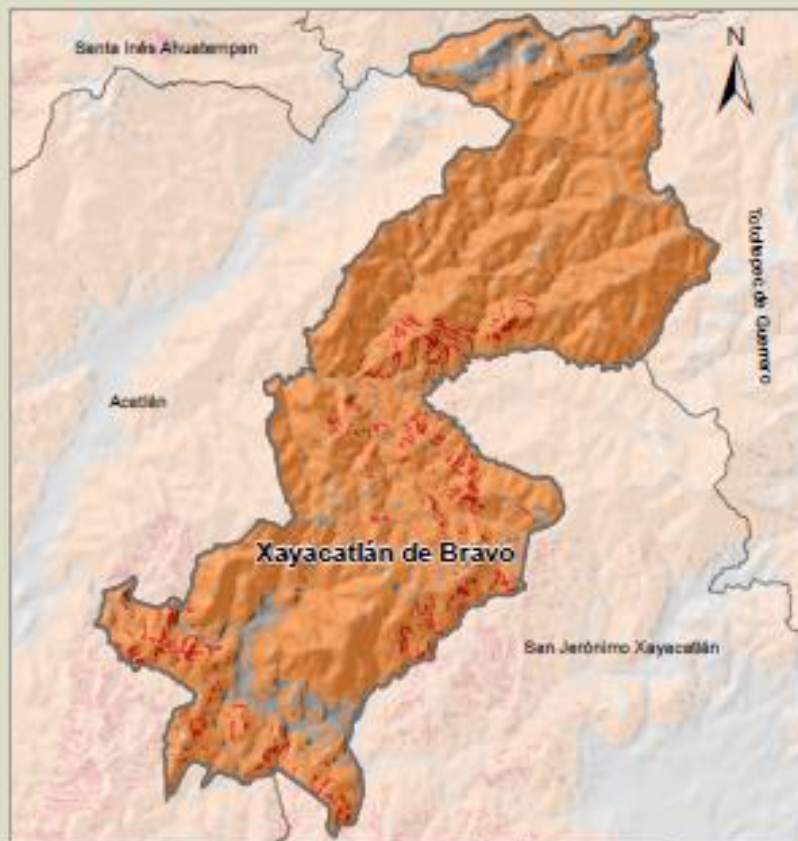 Santa Inés Ahuatempan
N
Totoltepec de Guerrero
Acatlán
Xayacatlán de Bravo
San Jerónimo Xayacatlán